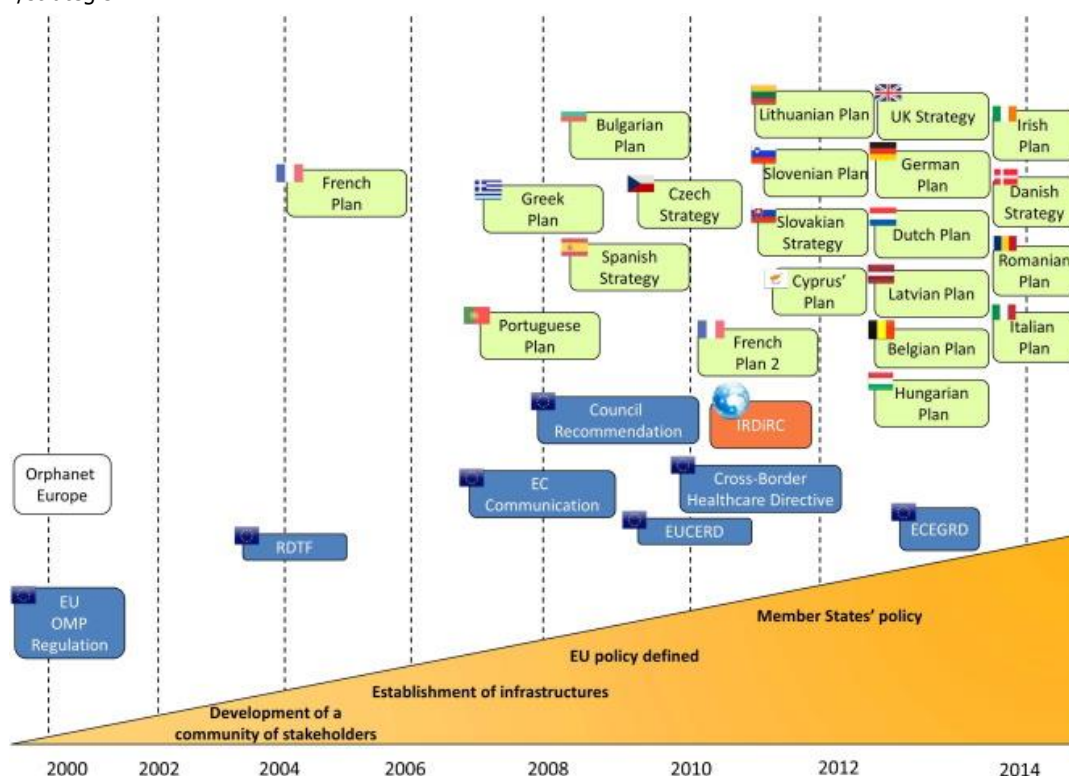 Lithuanian Plan
UK Strategy
Irish
Plan
Bulgarian
Plan
German
Plan
Slovenian Plan
French
Plan
Danish
Strategy
Greek
Plan
Czech
Strategy
Slovakian
Strategy
Dutch Plan
Romanian
Plan
Spanish
Strategy
Cyprus'
Plan
Latvian Plan
Portuguese
Plan
French
Plan 2
Belgian Plan
Italian
Plan
Hungarian
Plan
Council
Recommendation
IRDiRC
Orphanet
Europe
EC
Communication
Cross-Border
Healthcare Directive
RDTF
EUCERD
ECEGRD
EU
OMP
Regulation
Member States' policy
EU policy defined
Establishment of infrastructures
Development of a
community of stakeholders
2000 2002 2004 2006 2008 2010 2012 2014